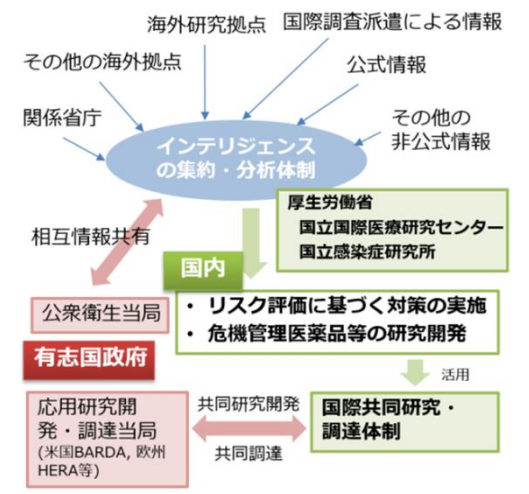 海外研究拠点
国際調査派遣による情報
その他の海外拠点
公式情報
関係省庁
その他の
非公式情報
インテリジェンス
の集約・分析体制
厚生労働省
国立国際医療研究センター
国立感染症研究所
相互情報共有
国内
公衆衛生当局
・ リスク評価に基づく対策の実施
・ 危機管理医薬品等の研究開発
有志国政府
活用
応用研究開
発・調達当局
(米国BARDA, 欧州
HERA等)
共同研究開発
共同調達
国際共同研究・
調達体制